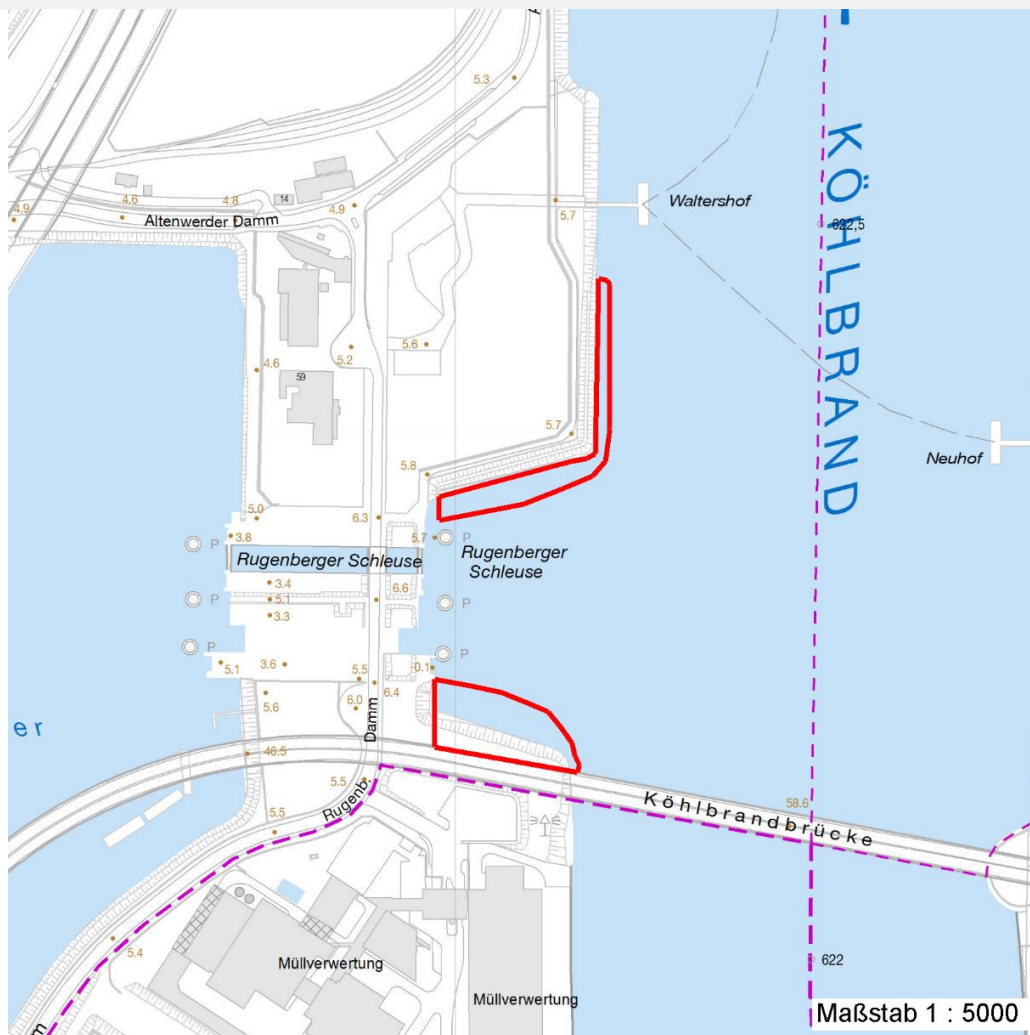 5.3
KÖHLBRAND
4.6
4.8
14
4.9
4.9
Altenwerder Damm
5.7
Waltershof
622,5
5.2
5.6
4.6
59
5.7
Neuhof
5.8
5.0
6.3
3.8
5.7
P
P
Rugenberger Schleuse
Rugenberger
Schleuse
3.4
6.6
5.1
P
P
3.3
P
P
5.1
3.6
5.5
-0.1
6.4
5.6
6.0
er
Damm
46.5
5.5
Rugenb.
58.6
Köhlbrandbrücke
5.5
5.4
Müllverwertung
622
Müllverwertung
Maßstab 1 : 5000